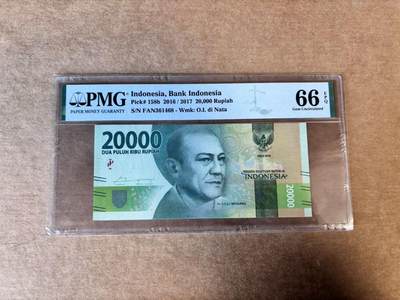 PMG
PAPER MONEY GUARANTY
Indonesia, Bank Indonesia
Pick# 158b 2016 / 2017 20,000 Rupiah
S/N FAN361468 - Wmk: O.I. di Nata
66 EPQ
Gem Uncirculated
20000
DUA PULUH RIBU RUPIAH
INDONESIA
20000